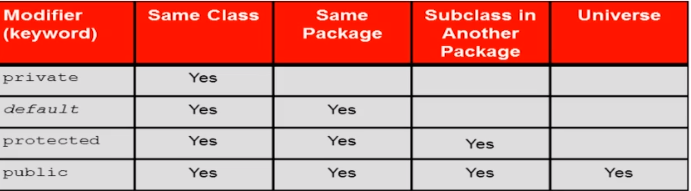 Modifier (keyword) Same Class Same Package Subclass in Another Package Universe
private Yes
default Yes Yes
protected Yes Yes Yes
public Yes Yes Yes Yes